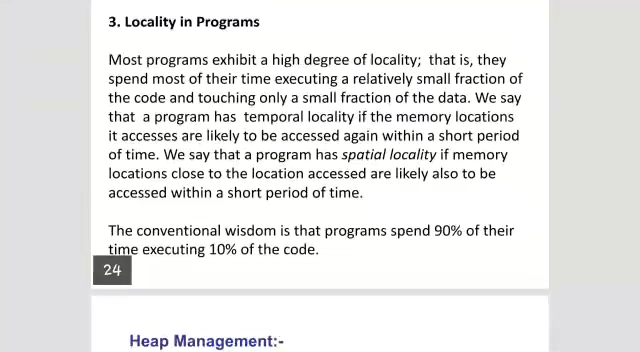 3. Locality in Programs
Most programs exhibit a high degree of locality; that is, they
spend most of their time executing a relatively small fraction of
the code and touching only a small fraction of the data. We say
that a program has temporal locality if the memory locations
it accesses are likely to be accessed again within a short period
of time. We say that a program has spatial locality if memory
locations close to the location accessed are likely also to be
accessed within a short period of time.
The conventional wisdom is that programs spend 90% of their
time executing 10% of the code.
24
Heap Management:-